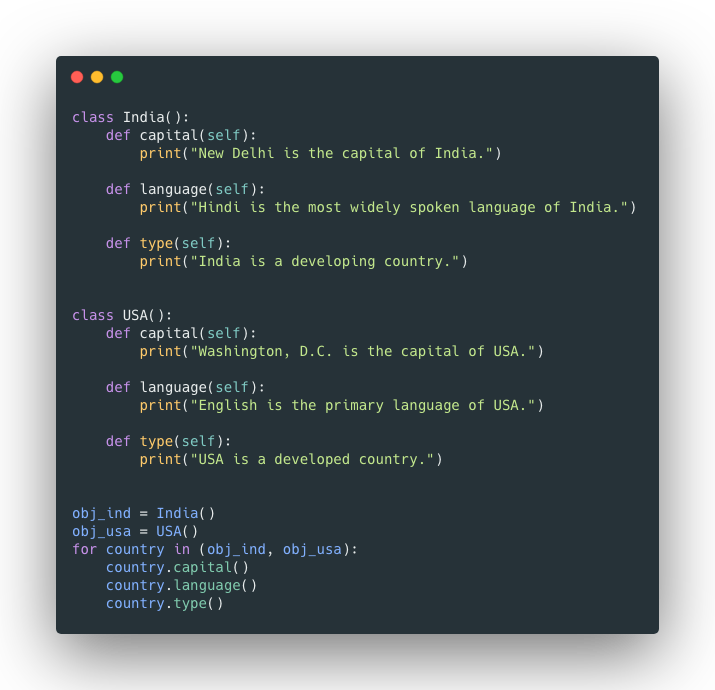 class India():
    def capital(self):
        print("New Delhi is the capital of India.")

    def language(self):
        print("Hindi is the most widely spoken language of India.")

    def type(self):
        print("India is a developing country.")


class USA():
    def capital(self):
        print("Washington, D.C. is the capital of USA.")

    def language(self):
        print("English is the primary language of USA.")

    def type(self):
        print("USA is a developed country.")


obj_ind = India()
obj_usa = USA()
for country in (obj_ind, obj_usa):
    country.capital()
    country.language()
    country.type()